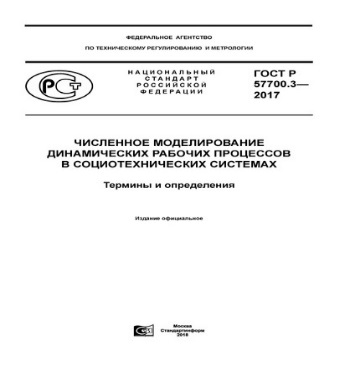 ФЕДЕРАЛЬНОЕ АГЕНТСТВО
ПО ТЕХНИЧЕСКОМУ РЕГУЛИРОВАНИЮ И МЕТРОЛОГИИ
НАЦИОНАЛЬНЫЙ
СТАНДАРТ
РОССИЙСКОЙ
ФЕДЕРАЦИИ
ГОСТ Р
57700.3—
2017
ЧИСЛЕННОЕ МОДЕЛИРОВАНИЕ
ДИНАМИЧЕСКИХ РАБОЧИХ ПРОЦЕССОВ
В СОЦИОТЕХНИЧЕСКИХ СИСТЕМАХ
Термины и определения
Издание официальное
Москва
Стандартинформ
2018